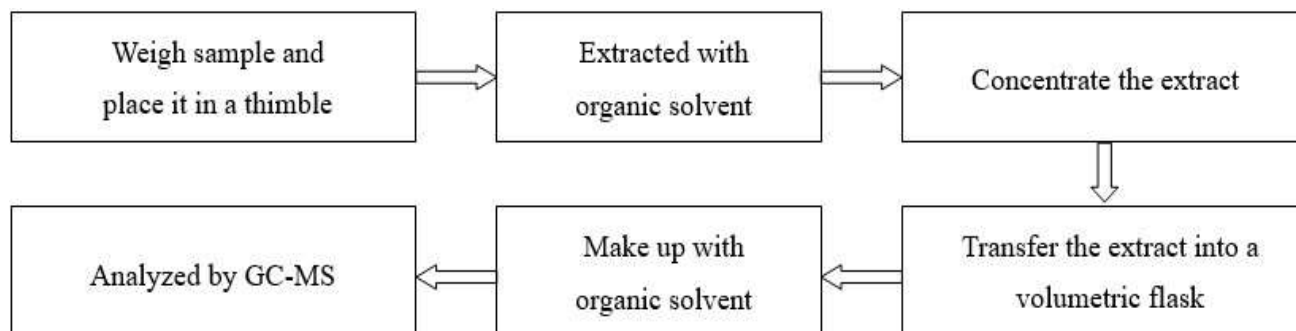 Weigh sample and
place it in a thimble
Extracted with
organic solvent
Concentrate the extract
Transfer the extract into a
volumetric flask
Make up with
organic solvent
Analyzed by GC-MS